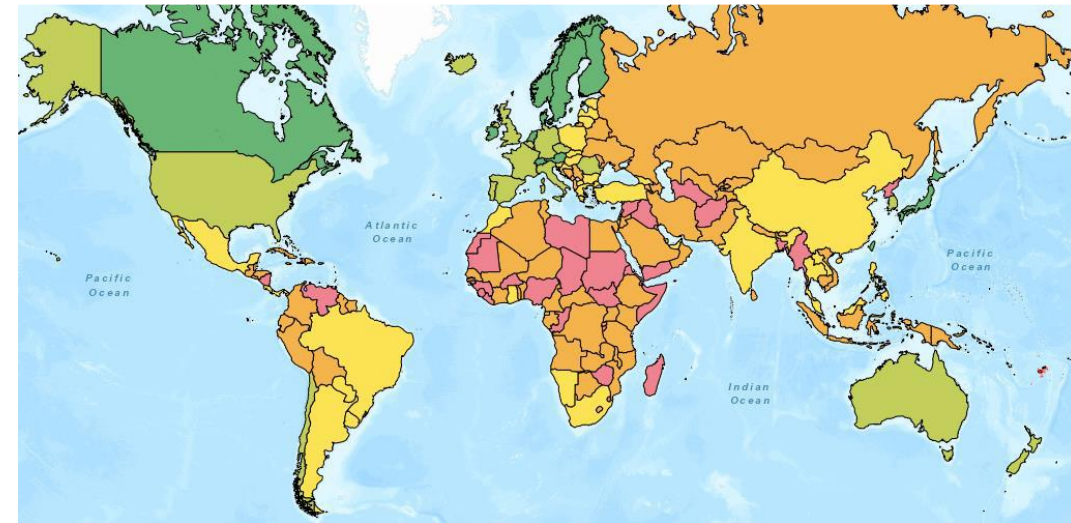 Atlantic
Ocean
Pacific
Ocean
Pacific
Ocean
Indian
Ocean